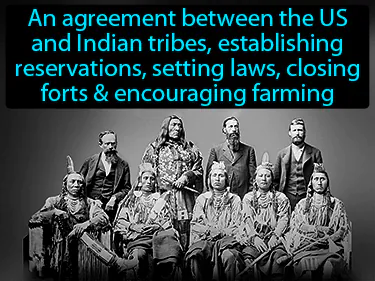 An agreement between the US
and Indian tribes, establishing
reservations, setting laws, closing
forts & encouraging farming